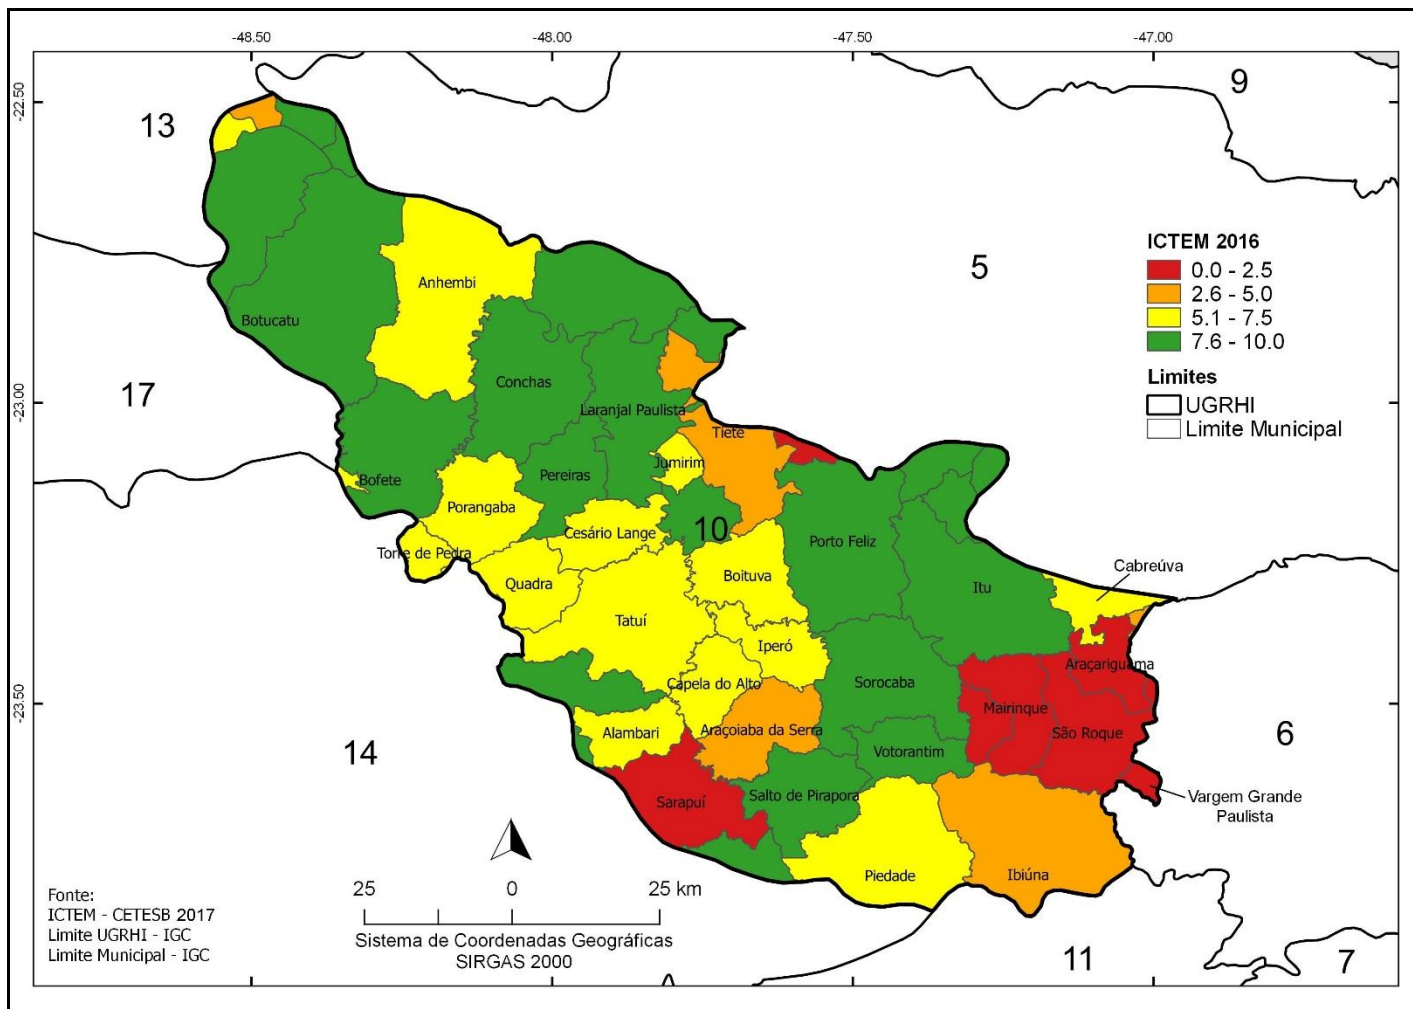 -48.50
-48.00
-47.50
-47.00
-22.50
-23.00
-23.50
13
9
5
17
10
14
6
11
7
ICTEM 2016
0.0 - 2.5
2.6 - 5.0
5.1 - 7.5
7.6 - 10.0
Limites
UGRHI
Limite Municipal
Anhembi
Botucatu
Conchas
Laranjal Paulista
Tietê
Jumirim
Pereiras
Bofete
Porangaba
Cesário Lange
Torre de Pedra
Quadra
Boituva
Porto Feliz
Itu
Cabreúva
Tatuí
Iperó
Capela do Alto
Sorocaba
Araçariguama
Mairinque
São Roque
Alambari
Araçoiaba da Serra
Votorantim
Sarapuí
Salto de Pirapora
Vargem Grande
Paulista
Piedade
Ibiúna
25
0
25 km
Sistema de Coordenadas Geográficas
SIRGAS 2000
Fonte:
ICTEM - CETESB 2017
Limite UGRHI - IGC
Limite Municipal - IGC